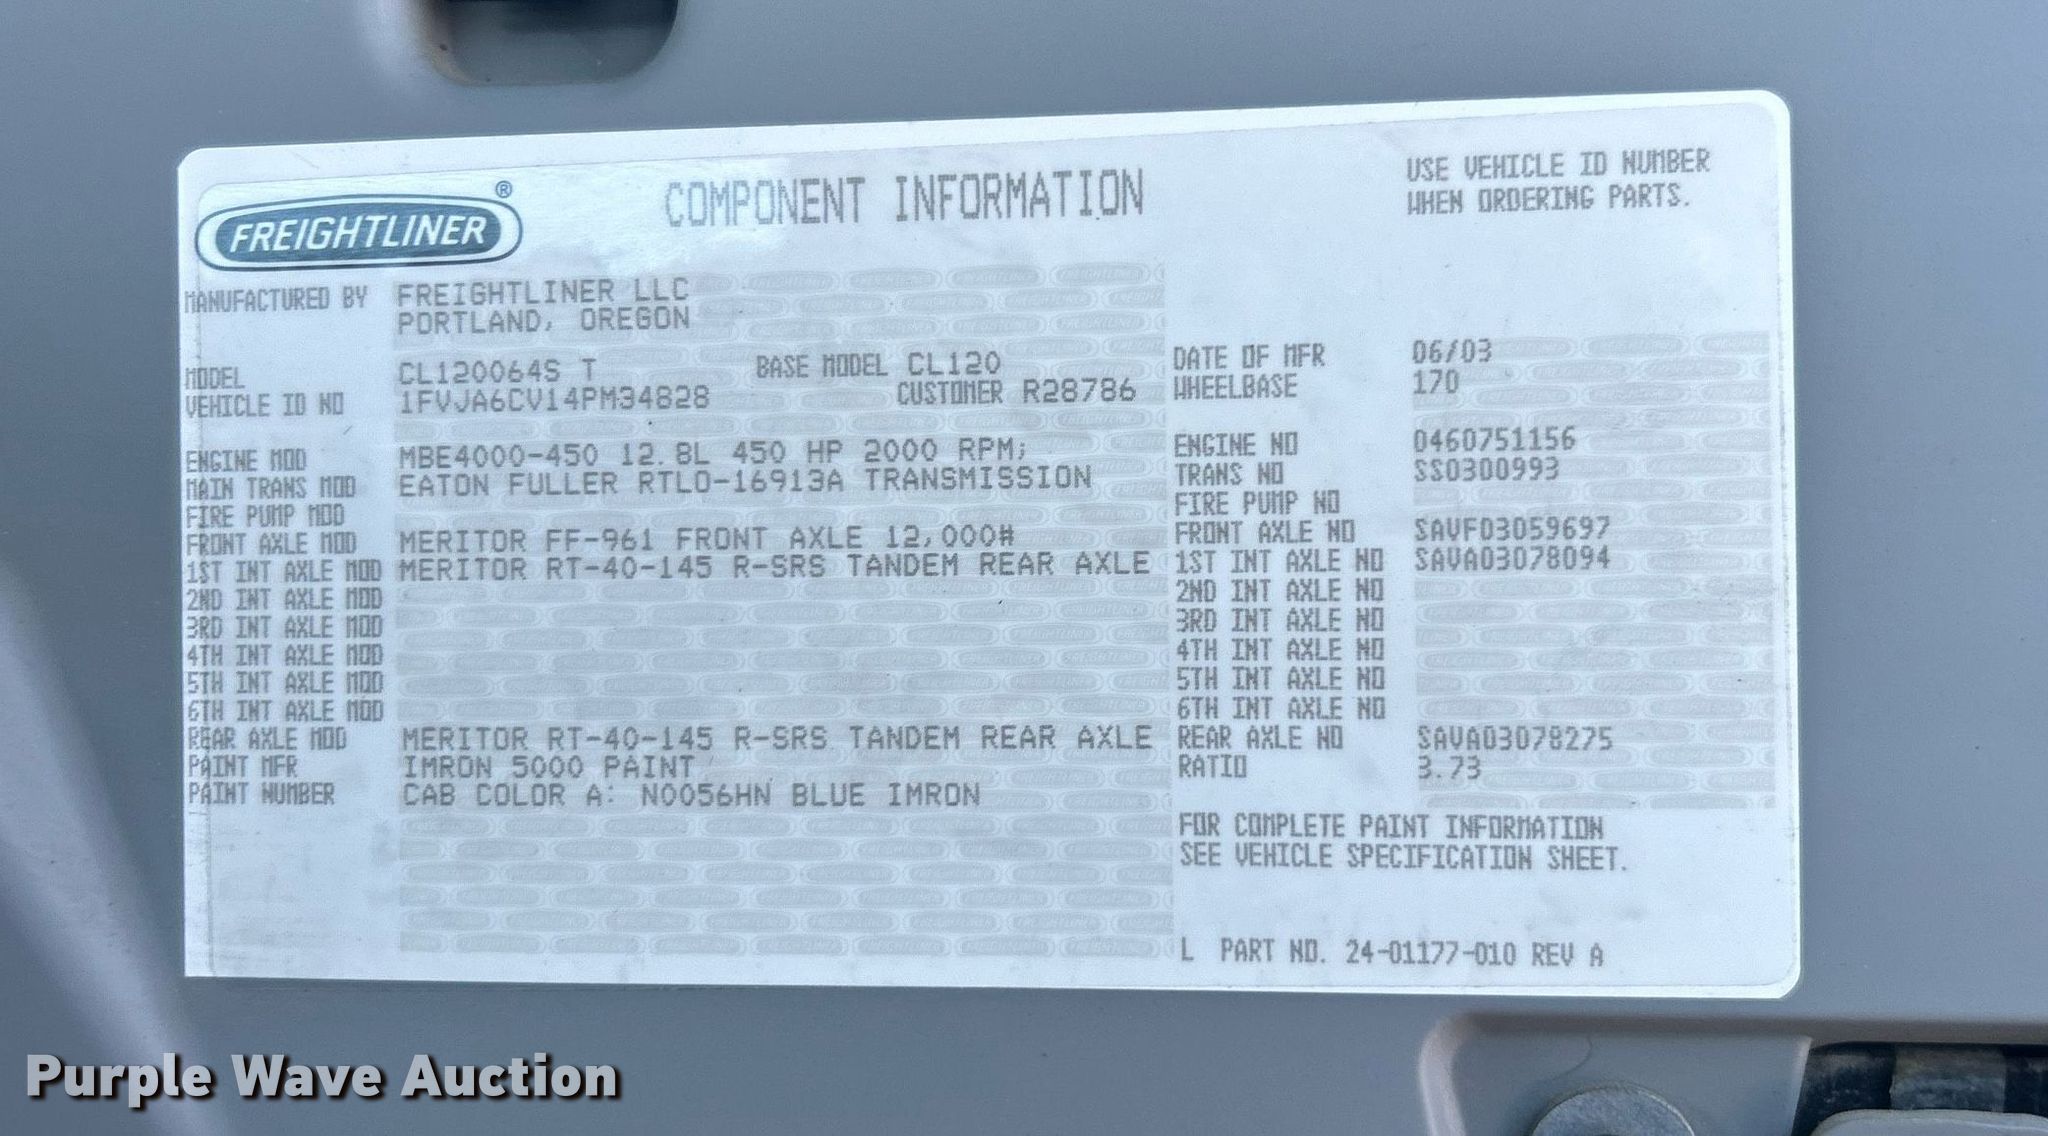 FREIGHTLINER®
COMPONENT INFORMATION
USE VEHICLE ID NUMBER
WHEN ORDERING PARTS.
MANUFACTURED BY FREIGHTLINER LLC
PORTLAND, OREGON
MODEL CL120064S T BASE MODEL CL120
VEHICLE ID NO 1FVJA6CV14PM34828 CUSTOMER R28786
ENGINE MOD MBE4000-450 12.8L 450 HP 2000 RPM;
MAIN TRANS MOD EATON FULLER RTLO-16913A TRANSMISSION
FIRE PUMP MOD
FRONT AXLE MOD MERITOR FF-961 FRONT AXLE 12,000#
1ST INT AXLE MOD MERITOR RT-40-145 R-SRS TANDEM REAR AXLE
2ND INT AXLE MOD
3RD INT AXLE MOD
4TH INT AXLE MOD
5TH INT AXLE MOD
6TH INT AXLE MOD
REAR AXLE MOD MERITOR RT-40-145 R-SRS TANDEM REAR AXLE
PAINT MFR IMRON 5000 PAINT
PAINT NUMBER CAB COLOR A: N0056HN BLUE IMRON
DATE OF MFR 06/03
WHEELBASE 170
ENGINE NO 0460751156
TRANS NO SS0300993
FIRE PUMP NO
FRONT AXLE NO SAVF03059697
1ST INT AXLE NO SAVA03078094
2ND INT AXLE NO
3RD INT AXLE NO
4TH INT AXLE NO
5TH INT AXLE NO
6TH INT AXLE NO
REAR AXLE NO SAVA03078275
RATIO 3.73
FOR COMPLETE PAINT INFORMATION
SEE VEHICLE SPECIFICATION SHEET.
L PART NO. 24-01177-010 REV A
Purple Wave Auction